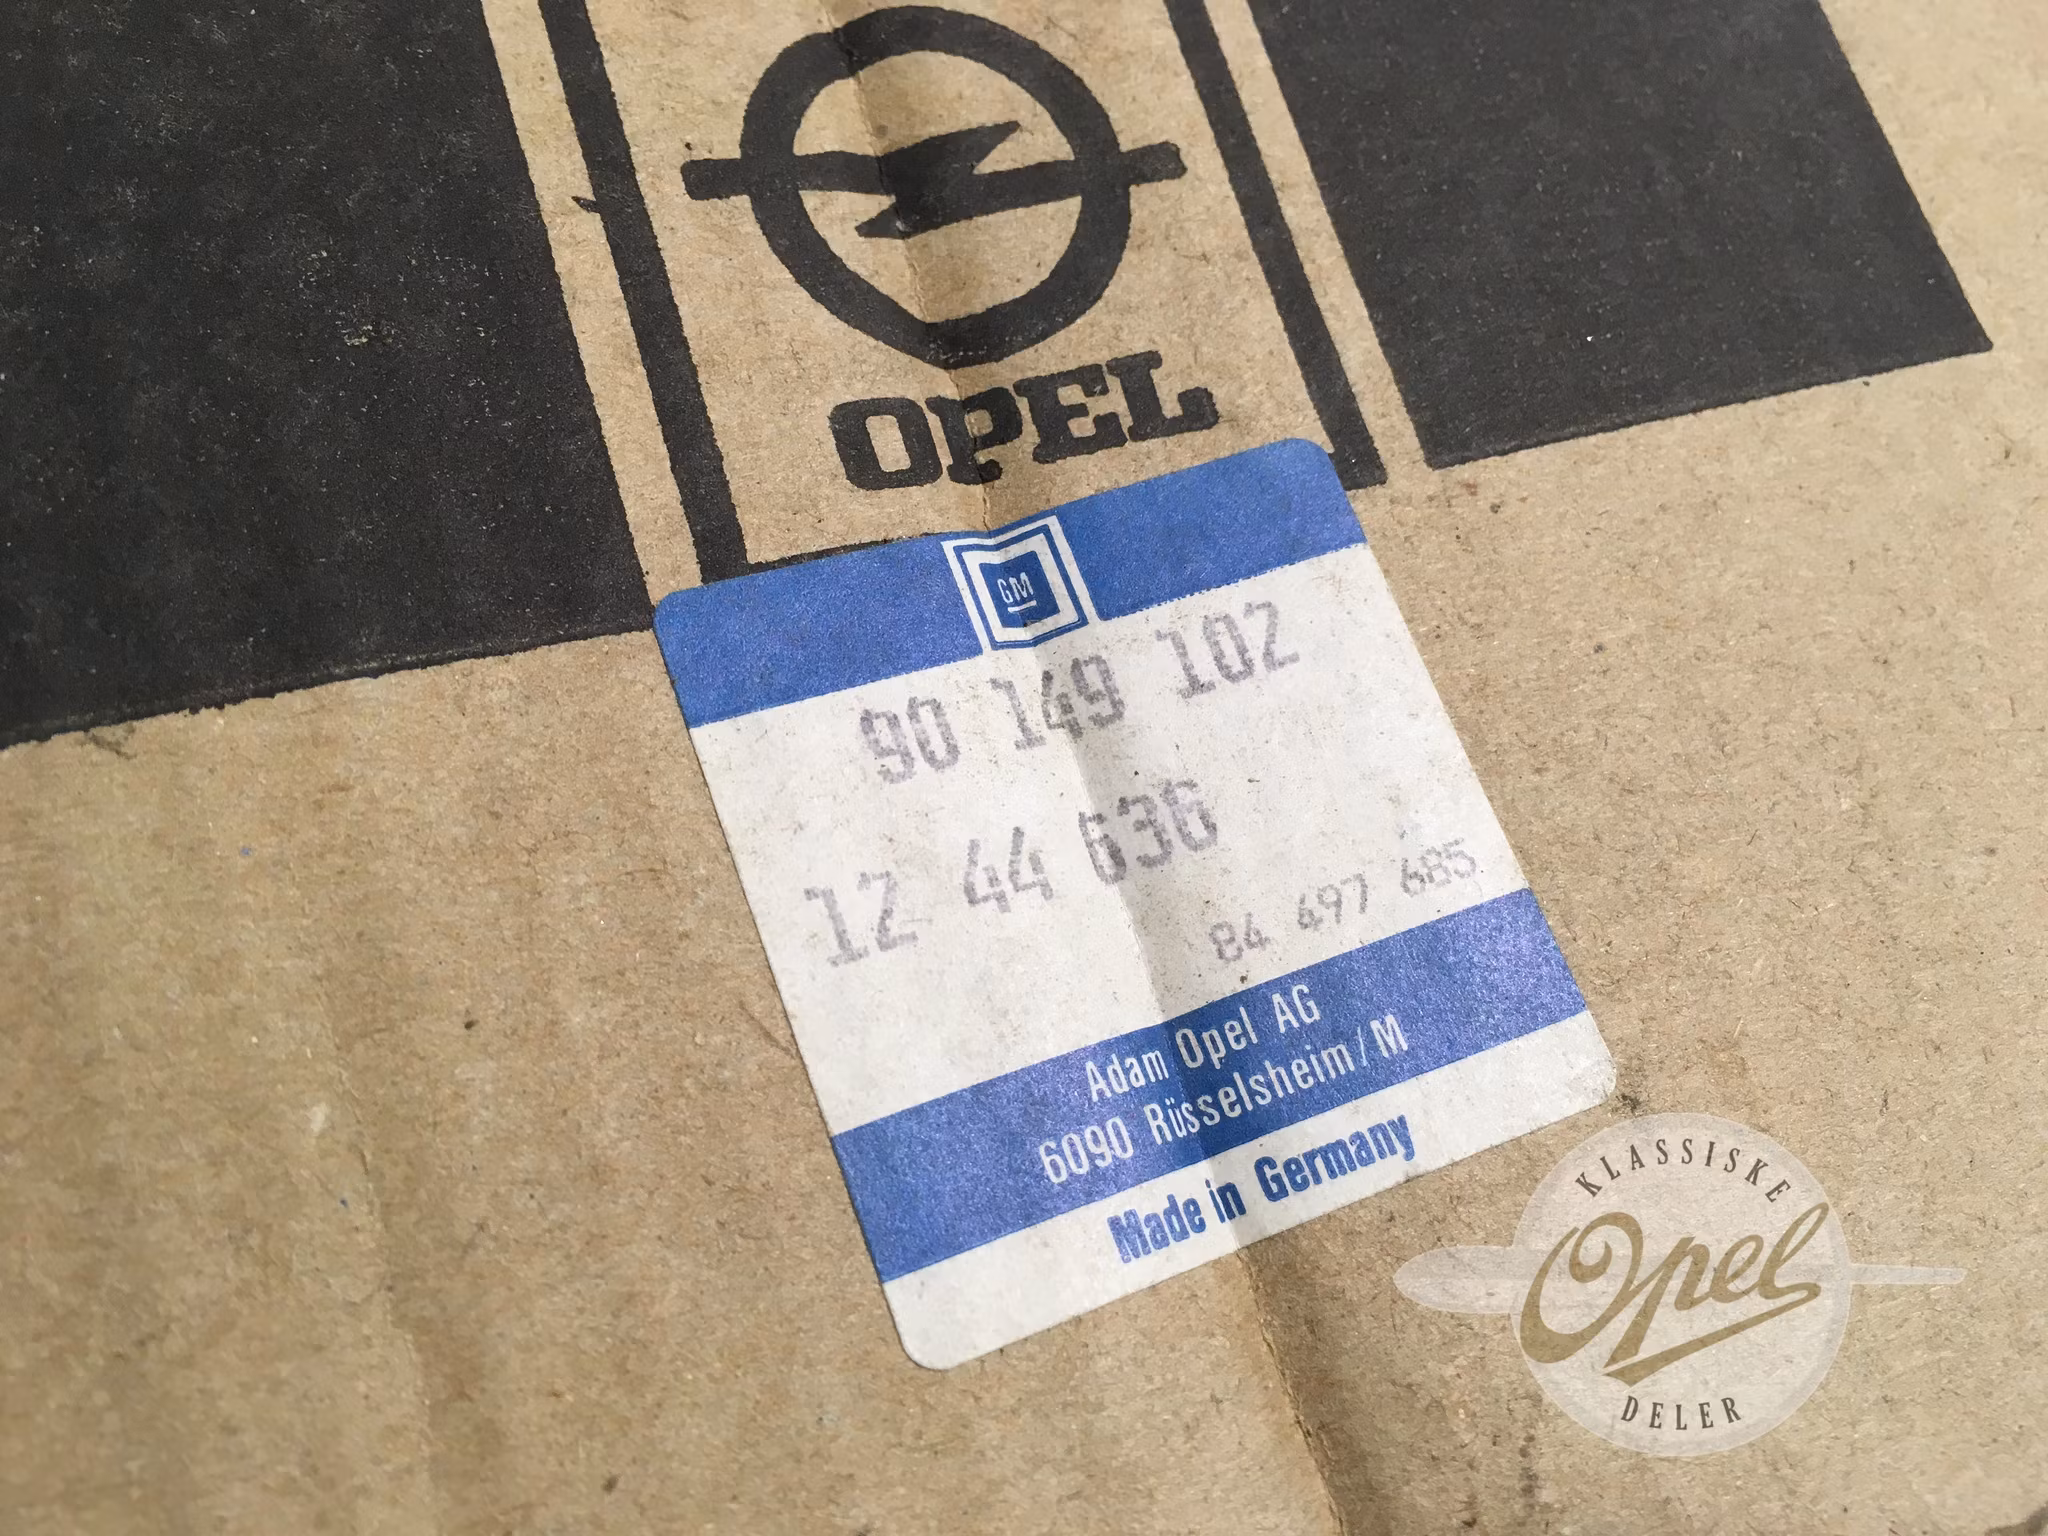 OPEL
GM
90 149 102
12 44 636
84 497 685
Adam Opel AG
6090 Rüsselsheim/M
Made in Germany
KLASSISKE
Opel
DELER